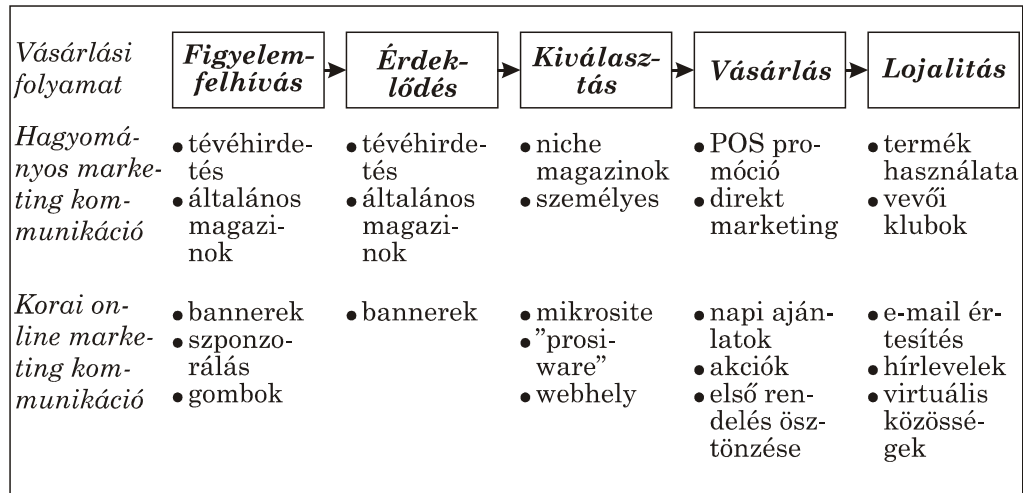 Vásárlási
folyamat
Figyelem-
felhívás
Érdek-
lődés
Kiválasz-
tás
Vásárlás
Lojalitás
Hagyomá-
nyos marke-
ting kom-
munikáció
• tévéhirde-
tés
• általános
magazi-
nok
• tévéhirde-
tés
• általános
magazi-
nok
• niche
magazinok
• személyes
• POS pro-
móció
• direkt
marketing
• termék
használata
• vevői
klubok
Korai on-
line marke-
ting kom-
munikáció
• bannerek
• szponzo-
rálás
• gombok
• bannerek
• mikrosite
• ”prosi-
ware”
• webhely
• napi aján-
latok
• akciók
• első ren-
delés ösz-
tönzése
• e-mail ér-
tesítés
• hírlevelek
• virtuális
közössé-
gek